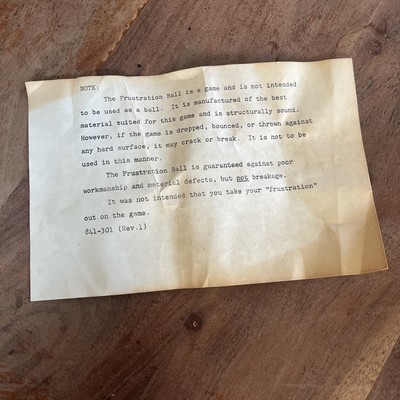 NOTE:
The Frustration Ball is a game and is not intended
to be used as a ball. It is manufactured of the best
material suited for this game and is structurally sound.
However, if the game is dropped, bounced, or thrown against
any hard surface, it may crack or break. It is not to be
used in this manner.
The Frustration Ball is guaranteed against poor
workmanship and material defects, but not breakage.
It was not intended that you take your "frustration"
out on the game.
841-301 (Rev.1)